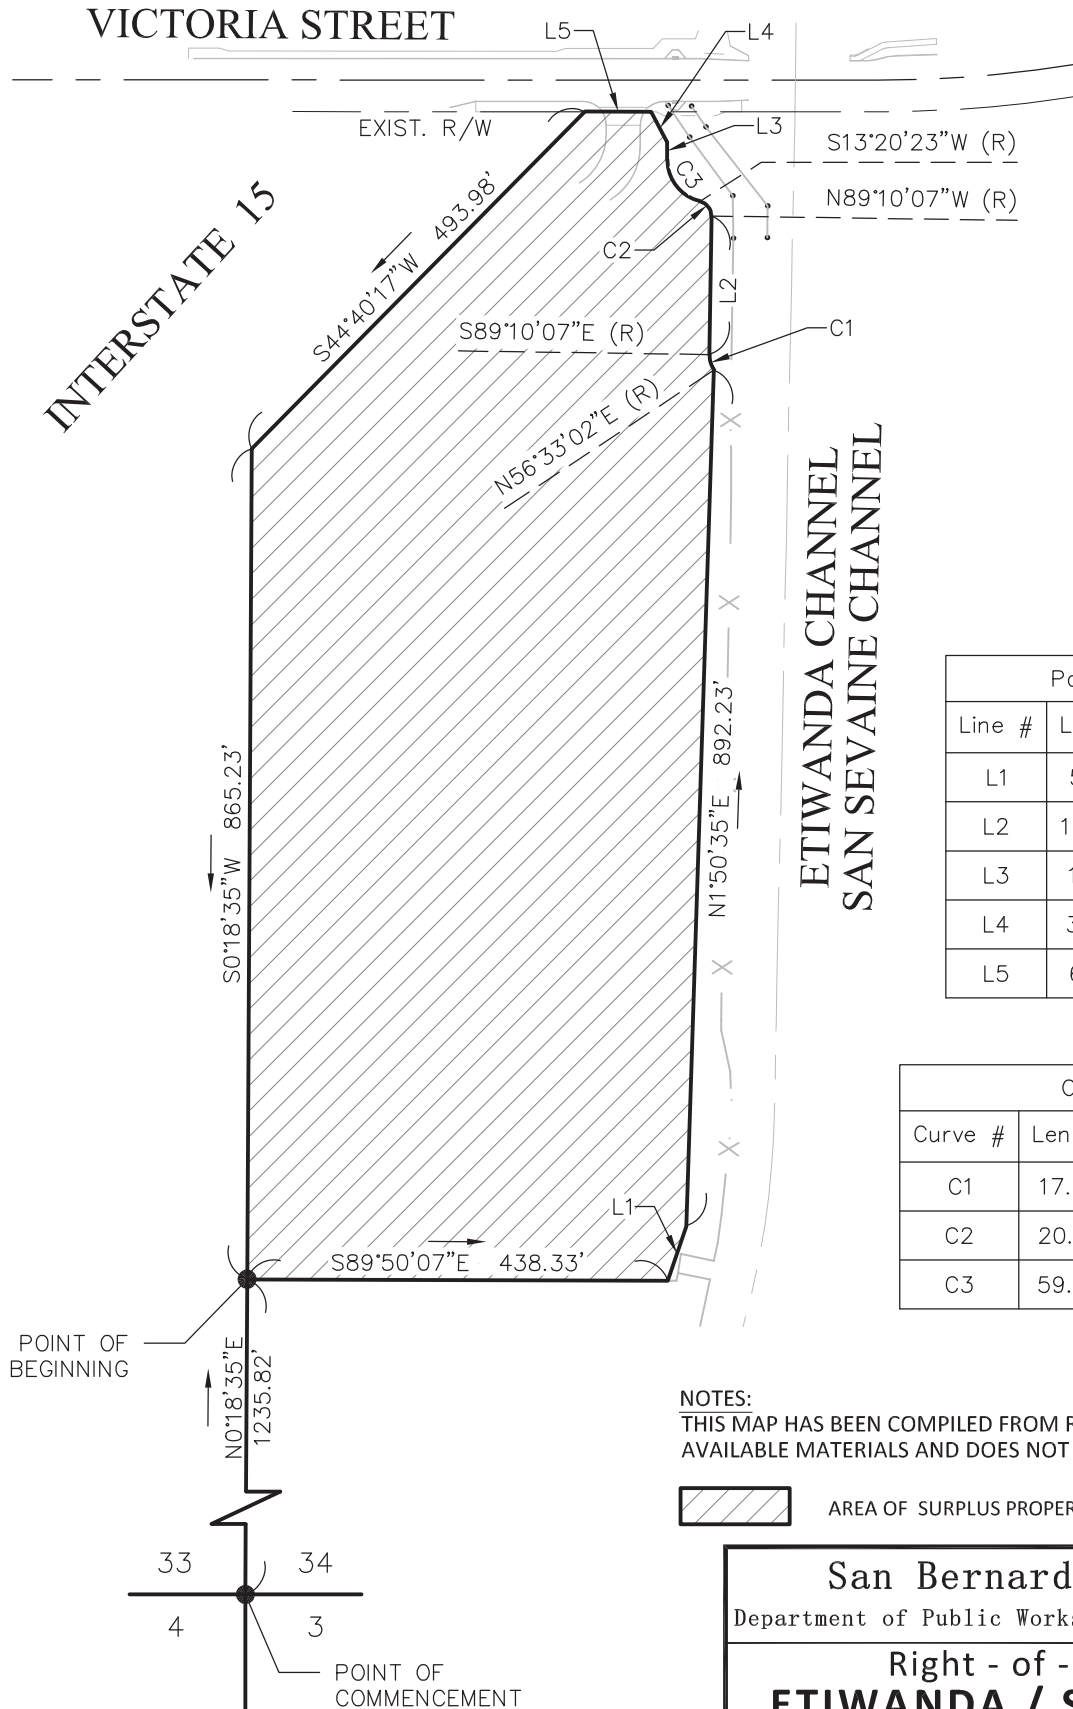 VICTORIA STREET
L5
L4
EXIST. R/W
L3
S13°20'23"W (R)
C3
N89°10'07"W (R)
INTERSTATE 15
S44°40'17"W 493.98'
C2
L2
S89°10'07"E (R)
C1
N56°33'02"E (R)
X
ETIWANDA CHANNEL
SAN SEVAINE CHANNEL
X
S0°18'35"W 865.23'
N1°50'35"E 892.23'
X
X
Line #
L1
L2
L3
L4
L5
Curve #
C1 17.
C2 20.
C3 59.
L1
S89°50'07"E 438.33'
POINT OF
BEGINNING
N0°18'35"E
1235.82'
NOTES:
THIS MAP HAS BEEN COMPILED FROM
AVAILABLE MATERIALS AND DOES NOT
AREA OF SURPLUS
33 34
4 3
POINT OF
COMMENCEMENT
San
Department of Public
Right - of -
ETIWANDA /